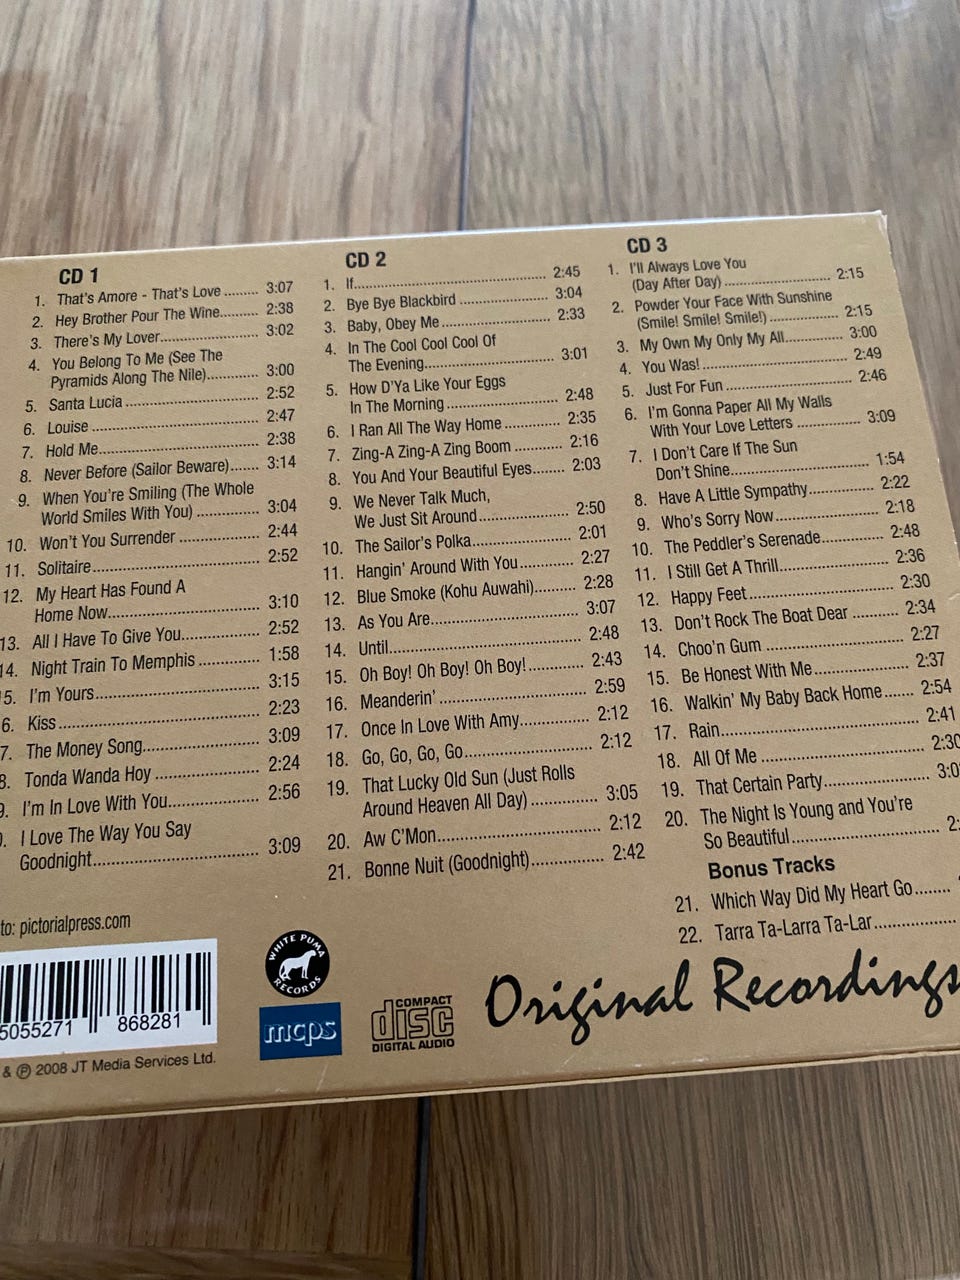 CD 1
1. That's Amore - That's Love ........ 3:07
2. Hey Brother Pour The Wine......... 2:38
3. There's My Lover......................... 3:02
4. You Belong To Me (See The
Pyramids Along The Nile).............. 3:00
5. Santa Lucia ................................. 2:52
6. Louise ......................................... 2:47
7. Hold Me....................................... 2:38
8. Never Before (Sailor Beware)....... 3:14
9. When You're Smiling (The Whole
World Smiles With You) ............... 3:04
10. Won't You Surrender ................... 2:44
11. Solitaire....................................... 2:52
12. My Heart Has Found A
Home Now................................... 3:10
13. All I Have To Give You.................. 2:52
14. Night Train To Memphis ............... 1:58
15. I'm Yours..................................... 3:15
6. Kiss ............................................. 2:23
7. The Money Song.......................... 3:09
8. Tonda Wanda Hoy ....................... 2:24
9. I'm In Love With You.................... 2:56
I Love The Way You Say
Goodnight.................................... 3:09
CD 2
1. If.................................................. 2:45
2. Bye Bye Blackbird ....................... 3:04
3. Baby, Obey Me ............................ 2:33
4. In The Cool Cool Cool Of
The Evening................................. 3:01
5. How D'Ya Like Your Eggs
In The Morning ............................ 2:48
6. I Ran All The Way Home .............. 2:35
7. Zing-A Zing-A Zing Boom ........... 2:16
8. You And Your Beautiful Eyes........ 2:03
9. We Never Talk Much,
We Just Sit Around...................... 2:50
10. The Sailor's Polka........................ 2:01
11. Hangin' Around With You............. 2:27
12. Blue Smoke (Kohu Auwahi)......... 2:28
13. As You Are................................... 3:07
14. Until............................................. 2:48
15. Oh Boy! Oh Boy! Oh Boy!............ 2:43
16. Meanderin' .................................. 2:59
17. Once In Love With Amy............... 2:12
18. Go, Go, Go, Go............................ 2:12
19. That Lucky Old Sun (Just Rolls
Around Heaven All Day) .............. 3:05
20. Aw C'Mon.................................... 2:12
21. Bonne Nuit (Goodnight)............... 2:42
CD 3
1. I'll Always Love You
(Day After Day) ........................... 2:15
2. Powder Your Face With Sunshine
(Smile! Smile! Smile!) .................. 2:15
3. My Own My Only My All.............. 3:00
4. You Was! .................................... 2:49
5. Just For Fun ............................... 2:46
6. I'm Gonna Paper All My Walls
With Your Love Letters ................ 3:09
7. I Don't Care If The Sun
Don't Shine................................. 1:54
8. Have A Little Sympathy................ 2:22
9. Who's Sorry Now......................... 2:18
10. The Peddler's Serenade............... 2:48
11. I Still Get A Thrill......................... 2:36
12. Happy Feet ................................. 2:30
13. Don't Rock The Boat Dear .......... 2:34
14. Choo'n Gum ............................... 2:27
15. Be Honest With Me..................... 2:37
16. Walkin' My Baby Back Home....... 2:54
17. Rain............................................ 2:41
18. All Of Me .................................... 2:30
19. That Certain Party....................... 3:0
20. The Night Is Young and You're
So Beautiful................................ 2:
Bonus Tracks
21. Which Way Did My Heart Go........
22. Tarra Ta-Larra Ta-Lar..................
to: pictorialpress.com
5055271 868281
& ℗ 2008 JT Media Services Ltd.
WHITE PUMA
RECORDS
mcps
COMPACT
disc
DIGITAL AUDIO
Original Recordings